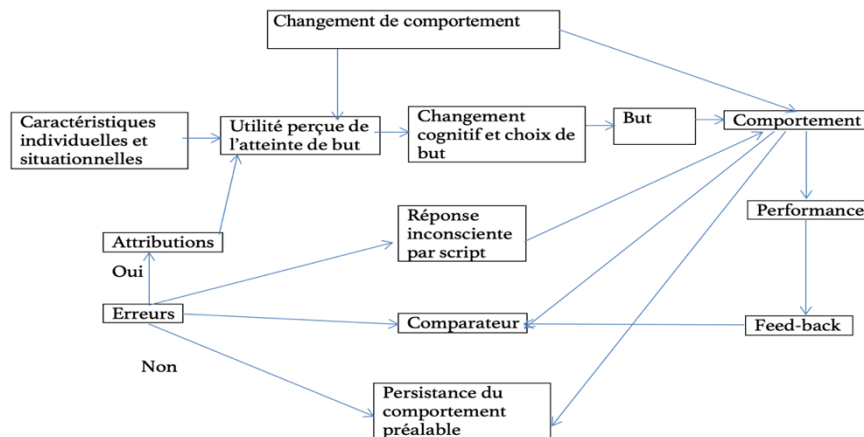 Changement de comportement
Caractéristiques
individuelles et
situationnelles
Utilité perçue de
l'atteinte de but
Changement
cognitif et choix de
but
But
Comportement
Attributions
Réponse
inconsciente
par script
Performance
Oui
Erreurs
Comparateur
Feed-back
Non
Persistance du
comportement
préalable